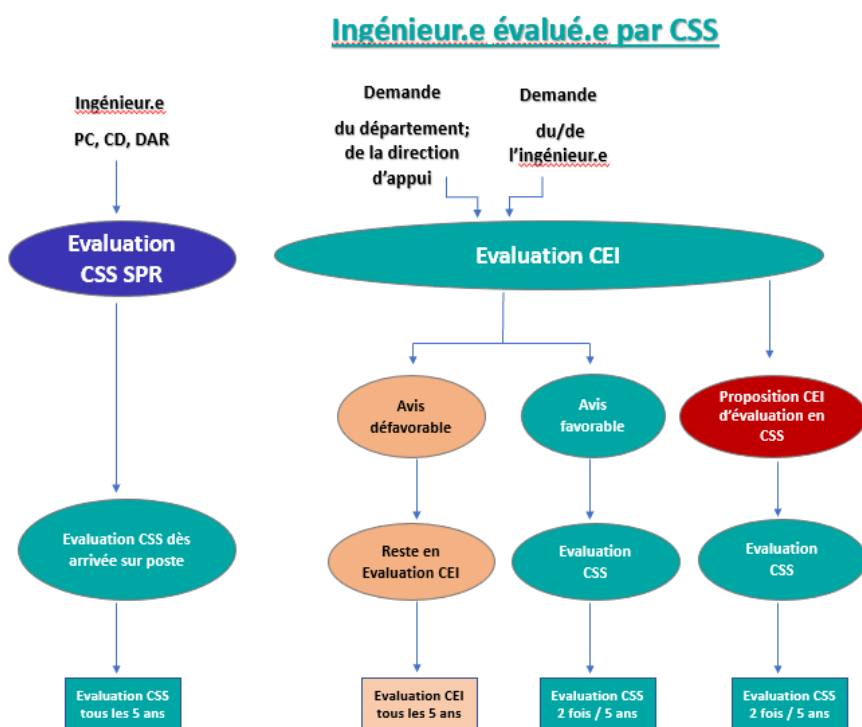 Ingénieur.e évalué.e par CSS
Ingénieur.e
PC, CD, DAR
Demande
du département;
de la direction
d'appui
Demande
du/de
l'ingénieur.e
Evaluation
CSS SPR
Evaluation CEI
Avis
défavorable
Avis
favorable
Proposition CEI
d'évaluation en
CSS
Evaluation CSS dès
arrivée sur poste
Reste en
Evaluation CEI
Evaluation
CSS
Evaluation
CSS
Evaluation CSS
tous les 5 ans
Evaluation CEI
tous les 5 ans
Evaluation CSS
2 fois / 5 ans
Evaluation CSS
2 fois / 5 ans